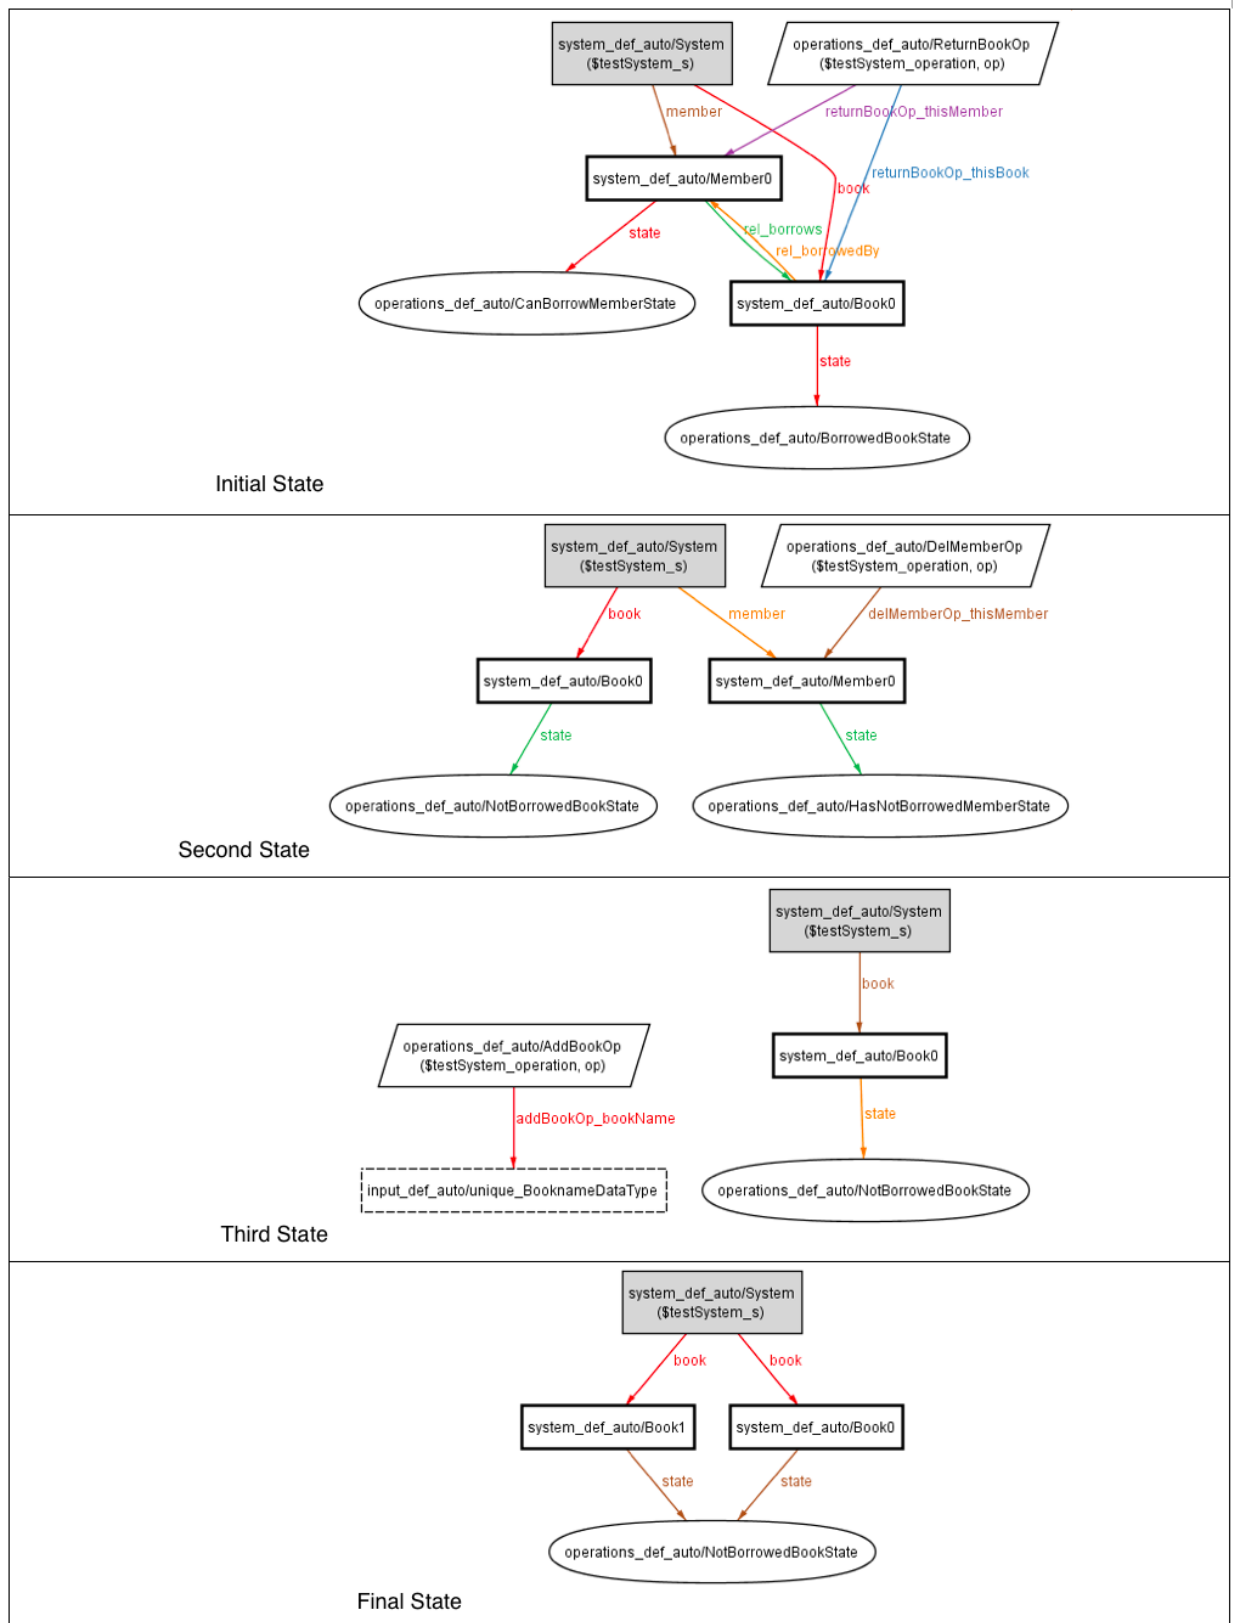 system_def_auto/System
($testSystem_s)
operations_def_auto/ReturnBookOp
($testSystem_operation, op)
member
returnBookOp_thisMember
system_def_auto/Member0
returnBookOp_thisBook
book
state
rel_borrows
rel_borrowedBy
operations_def_auto/CanBorrowMemberState
system_def_auto/Book0
state
operations_def_auto/BorrowedBookState
Initial State
system_def_auto/System
($testSystem_s)
operations_def_auto/DelMemberOp
($testSystem_operation, op)
book
member
delMemberOp_thisMember
system_def_auto/Book0
system_def_auto/Member0
state
state
operations_def_auto/NotBorrowedBookState
operations_def_auto/HasNotBorrowedMemberState
Second State
system_def_auto/System
($testSystem_s)
book
operations_def_auto/AddBookOp
($testSystem_operation, op)
system_def_auto/Book0
addBookOp_bookName
state
input_def_auto/unique_BooknameDataType
operations_def_auto/NotBorrowedBookState
Third State
system_def_auto/System
($testSystem_s)
book
book
system_def_auto/Book1
system_def_auto/Book0
state
state
operations_def_auto/NotBorrowedBookState
Final State